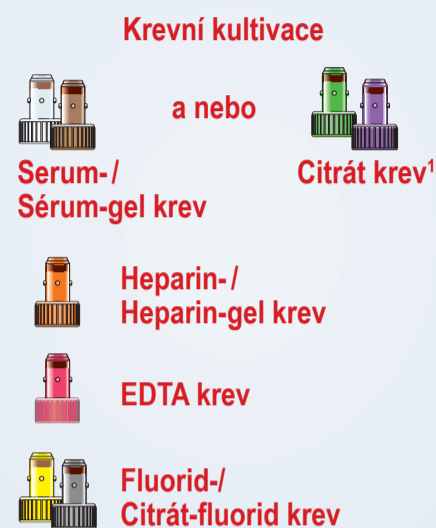 Krevní kultivace
a nebo
Serum- /
Sérum-gel krev
Citrát krev¹
Heparin- /
Heparin-gel krev
EDTA krev
Fluorid-/
Citrát-fluorid krev